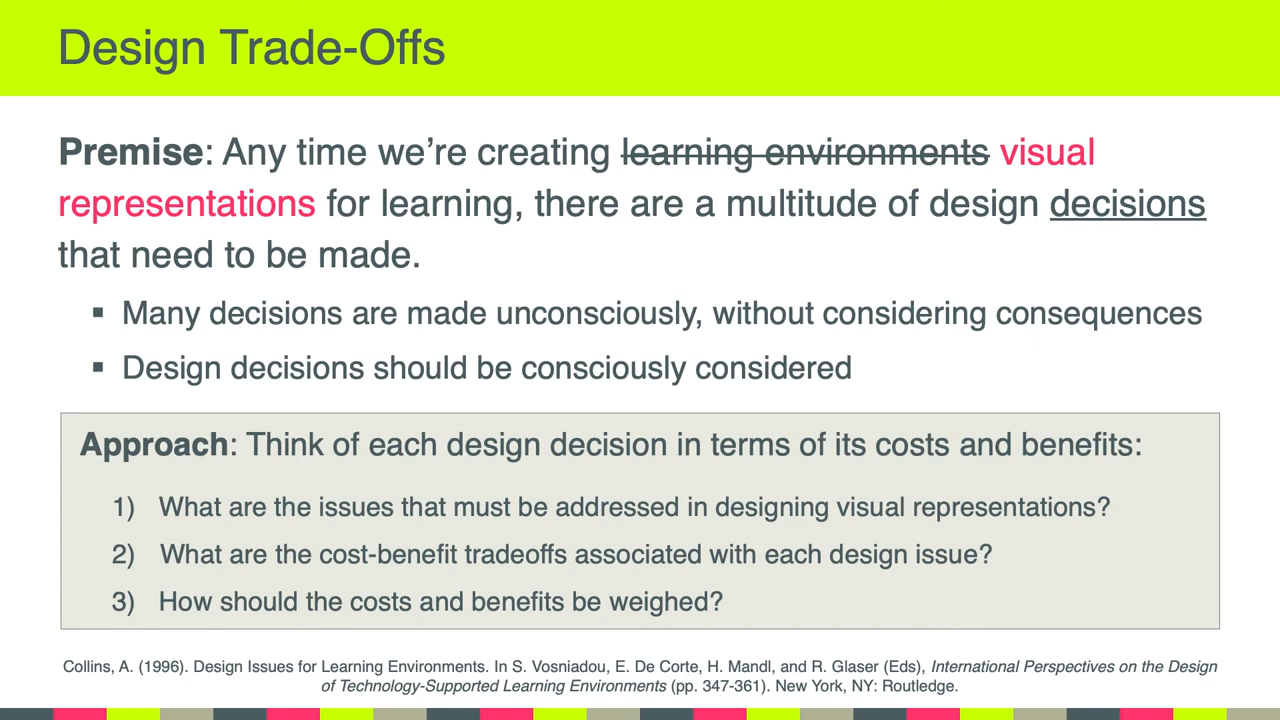 Design Trade-Offs
Premise: Any time we’re creating learning environments visual
representations for learning, there are a multitude of design decisions
that need to be made.
▪ Many decisions are made unconsciously, without considering consequences
▪ Design decisions should be consciously considered
Approach: Think of each design decision in terms of its costs and benefits:
1) What are the issues that must be addressed in designing visual representations?
2) What are the cost-benefit tradeoffs associated with each design issue?
3) How should the costs and benefits be weighed?
Collins, A. (1996). Design Issues for Learning Environments. In S. Vosniadou, E. De Corte, H. Mandl, and R. Glaser (Eds), International Perspectives on the Design
of Technology-Supported Learning Environments (pp. 347-361). New York, NY: Routledge.